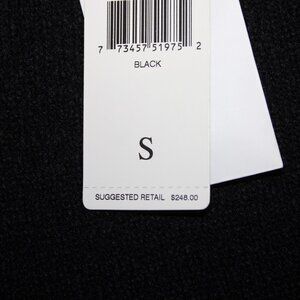 7 73457 51975 2
BLACK
S
SUGGESTED RETAIL $248.00